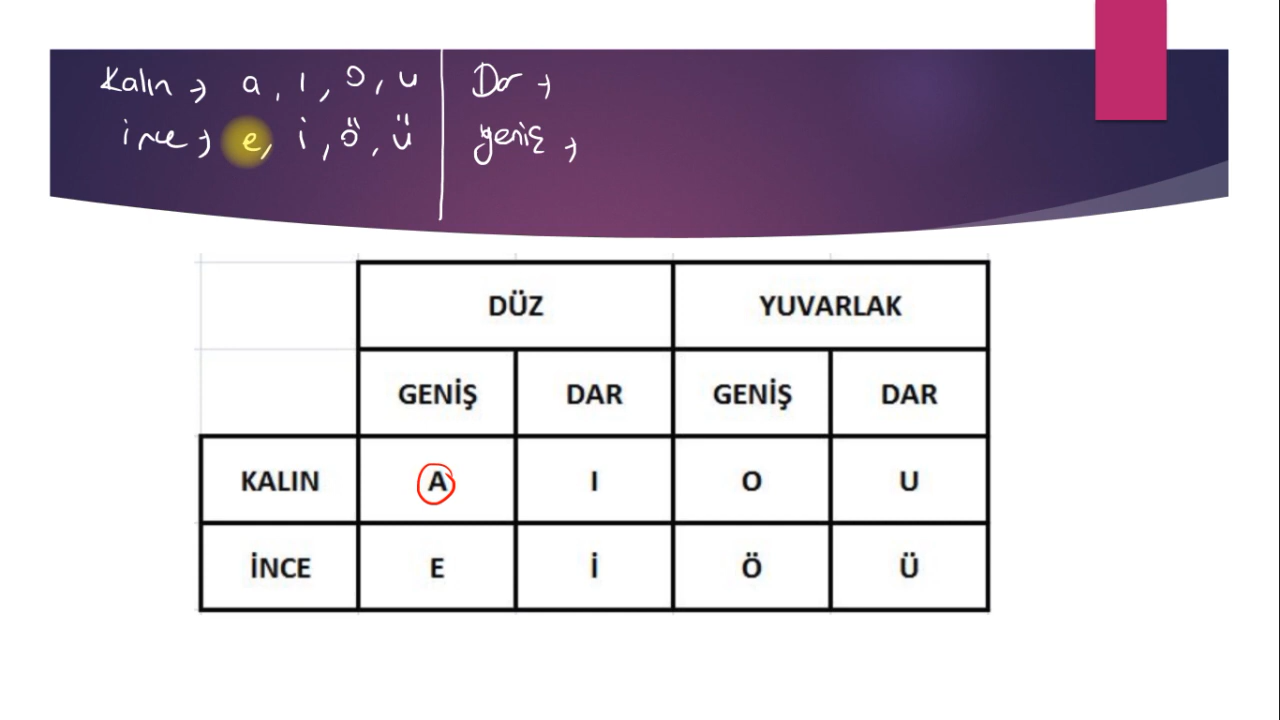 Kalın → a, ı, o, u
Dar →
ince → e, i, ö, ü
geniş →
DÜZ YUVARLAK
GENİŞ DAR GENİŞ DAR
KALIN A I O U
İNCE E İ Ö Ü